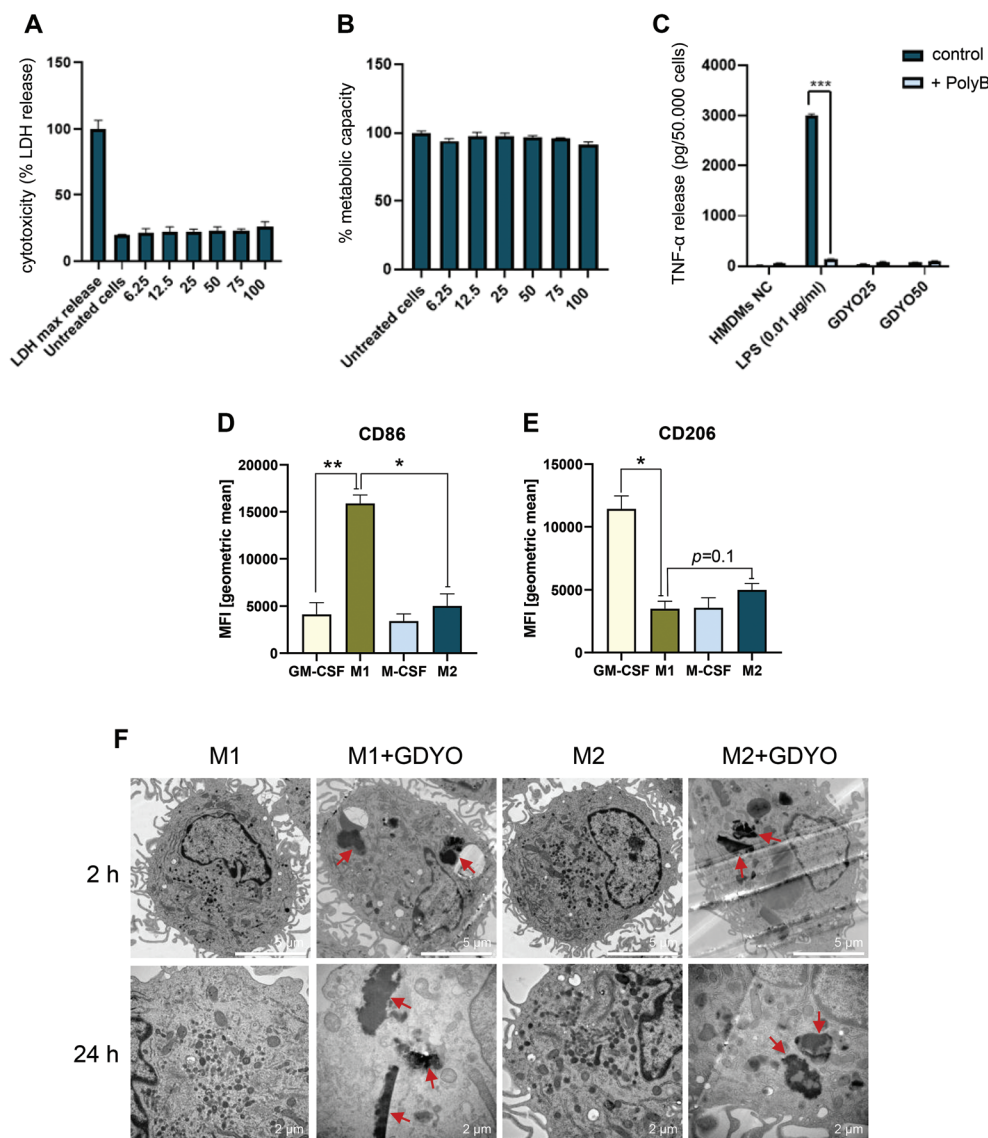 A
cytotoxicity (% LDH release)
150
100
50
0
LDH max release
Untreated cells
6.25
12.5
25
50
75
100
B
% metabolic capacity
150
100
50
0
Untreated cells
6.25
12.5
25
50
75
100
C
TNF-α release (pg/50.000 cells)
4000
3000
2000
1000
0
***
control
+ PolyB
HMDMs NC
LPS (0.01 µg/ml)
GDYO25
GDYO50
D
CD86
MFI [geometric mean]
20000
15000
10000
5000
0
**
*
GM-CSF
M1
M-CSF
M2
E
CD206
MFI [geometric mean]
15000
10000
5000
0
*
p=0.1
GM-CSF
M1
M-CSF
M2
F
M1
M1+GDYO
M2
M2+GDYO
2 h
5 µm
5 µm
5 µm
5 µm
24 h
2 µm
2 µm
2 µm
2 µm